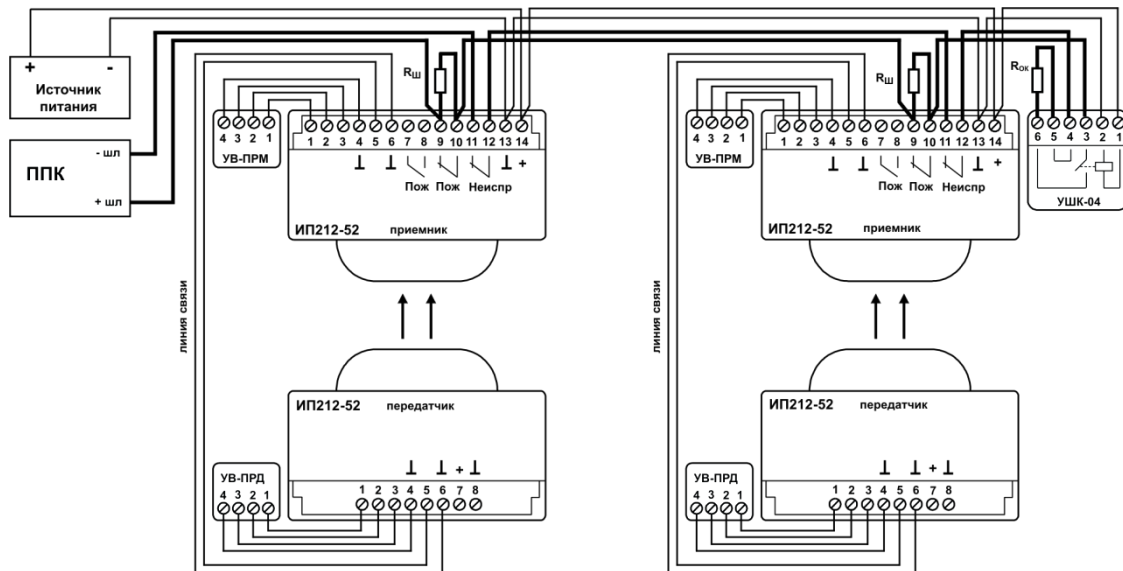 + -
Источник
питания
ППК
- шл
+ шл
4 3 2 1
УВ-ПРМ
RШ
1 2 3 4 5 6 7 8 9 10 11 12 13 14
+
Пож Пож Неиспр
ИП212-52 приемник
линия связи
ИП212-52 передатчик
+
УВ-ПРД
4 3 2 1
1 2 3 4 5 6 7 8
4 3 2 1
УВ-ПРМ
RШ
1 2 3 4 5 6 7 8 9 10 11 12 13 14
+
Пож Пож Неиспр
ИП212-52 приемник
Rок
6 5 4 3 2 1
УШК-04
линия связи
ИП212-52 передатчик
+
УВ-ПРД
4 3 2 1
1 2 3 4 5 6 7 8